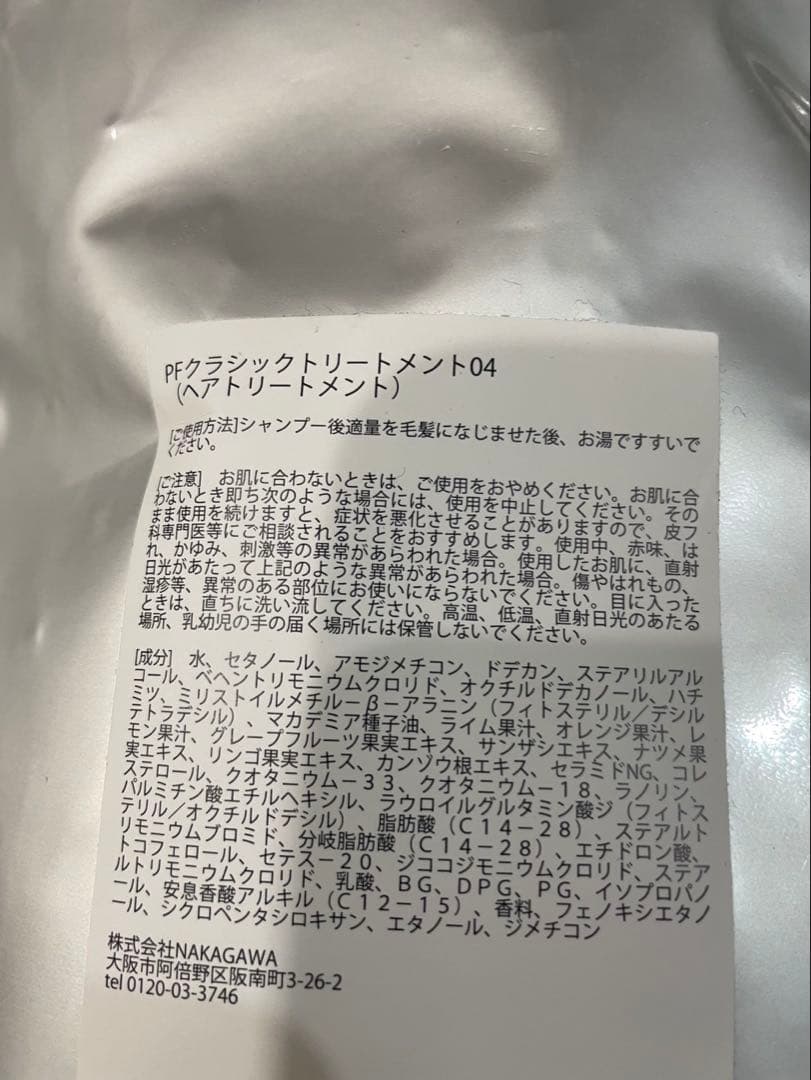 PFクラシックトリートメント04
(ヘアトリートメント)
[ご使用方法]シャンプー後適量を毛髪になじませた後、お湯ですすいで
ください。
[ご注意] お肌に合わないときは、ご使用をおやめください。お肌に合
わないとき即ち次のような場合には、使用を中止してください。その
まま使用を続けますと、症状を悪化させることがありますので、皮フ
科専門医等にご相談されることをおすすめします。使用中、赤味、は
れ、かゆみ、刺激等の異常があらわれた場合。使用したお肌に、直射
日光があたって上記のような異常があらわれた場合。傷やはれもの、
湿疹等、異常のある部位にお使いにならないでください。目に入った
ときは、直ちに洗い流してください。高温、低温、直射日光のあたる
場所、乳幼児の手の届く場所には保管しないでください。
[成分] 水、セタノール、アモジメチコン、ドデカン、ステアリルアル
コール、ベヘントリモニウムクロリド、オクチルドデカノール、ハチ
ミツ、ミリストイルメチル－β－アラニン（フィトステリル／デシル
テトラデシル）、マカデミア種子油、ライム果汁、オレンジ果汁、レ
モン果汁、グレープフルーツ果実エキス、サンザシエキス、ナツメ果
実エキス、リンゴ果実エキス、カンゾウ根エキス、セラミドNG、コレ
ステロール、クオタニウム－３３、クオタニウム－18、ラノリン、
パルミチン酸エチルヘキシル、ラウロイルグルタミン酸ジ（フィトス
テリル／オクチルドデシル）、脂肪酸（Ｃ14－28）、ステアルト
リモニウムブロミド、分岐脂肪酸（Ｃ14－28）、エチドロン酸、
トコフェロール、セテス－20、ジココジモニウムクロリド、ステア
ルトリモニウムクロリド、乳酸、ＢＧ、ＤＰＧ、ＰＧ、イソプロパノ
ール、安息香酸アルキル（Ｃ12－15）、香料、フェノキシエタノ
ール、シクロペンタシロキサン、エタノール、ジメチコン
株式会社NAKAGAWA
大阪市阿倍野区阪南町3-26-2
tel 0120-03-3746